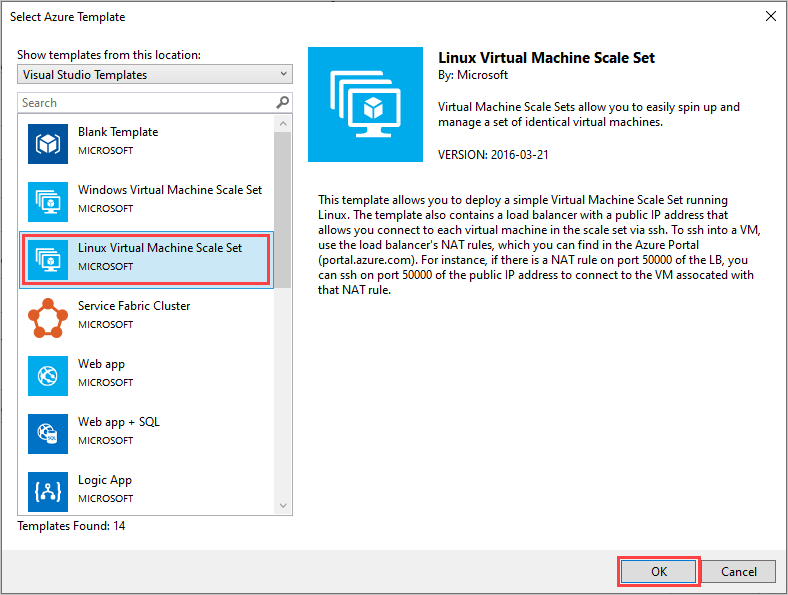 Select Azure Template
Show templates from this location:
Visual Studio Templates
Search
Blank Template
MICROSOFT
Windows Virtual Machine Scale Set
MICROSOFT
Linux Virtual Machine Scale Set
MICROSOFT
Service Fabric Cluster
MICROSOFT
Web app
MICROSOFT
Web app + SQL
MICROSOFT
Logic App
MICROSOFT
Templates Found: 14
Linux Virtual Machine Scale Set
By: Microsoft
Virtual Machine Scale Sets allow you to easily spin up and
manage a set of identical virtual machines.
VERSION: 2016-03-21
This template allows you to deploy a simple Virtual Machine Scale Set running
Linux. The template also contains a load balancer with a public IP address that
allows you to connect to each virtual machine in the scale set via ssh. To ssh into a VM,
use the load balancer's NAT rules, which you can find in the Azure Portal
(portal.azure.com). For instance, if there is a NAT rule on port 50000 of the LB, you
can ssh on port 50000 of the public IP address to connect to the VM assocated with
that NAT rule.
OK
Cancel